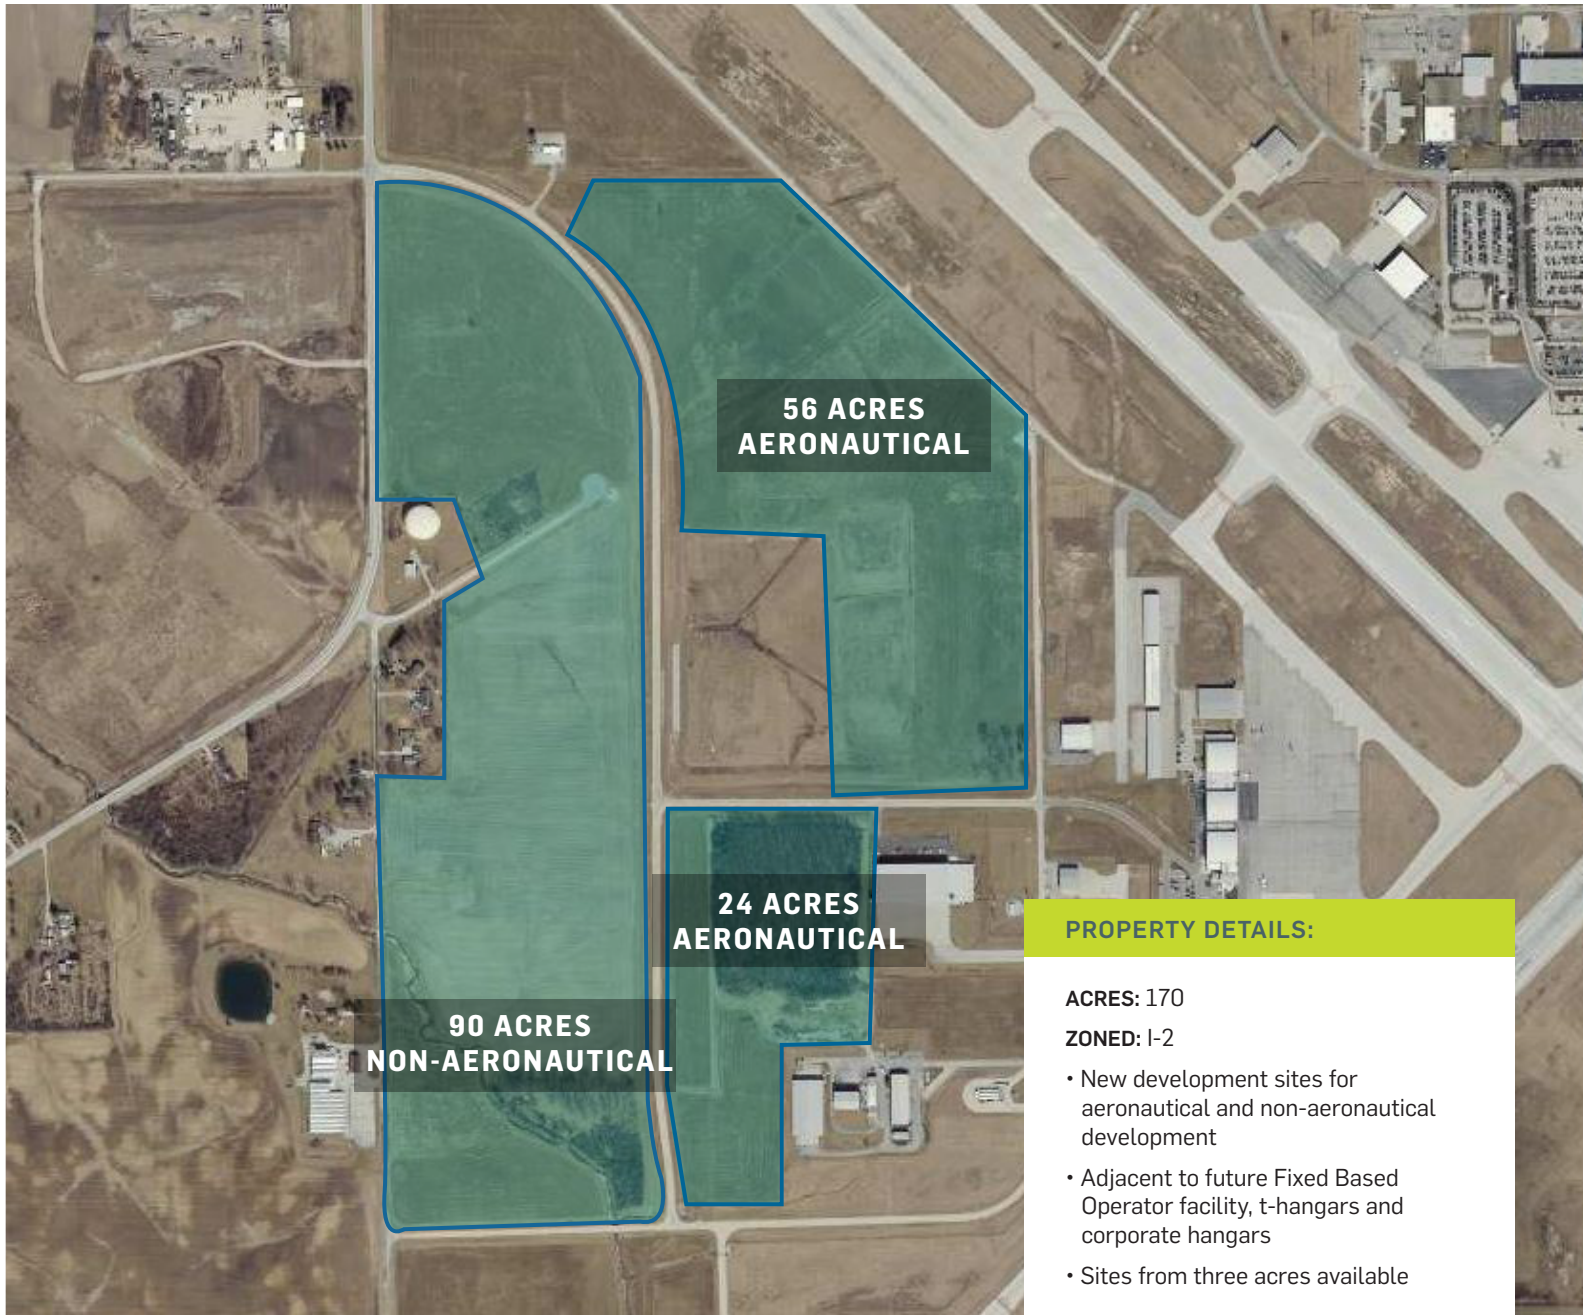 56 ACRES
AERONAUTICAL
24 ACRES
AERONAUTICAL
90 ACRES
NON-AERONAUTICAL
PROPERTY DETAILS:
ACRES: 170
ZONED: I-2
• New development sites for
aeronautical and non-aeronautical
development
• Adjacent to future Fixed Based
Operator facility, t-hangars and
corporate hangars
• Sites from three acres available